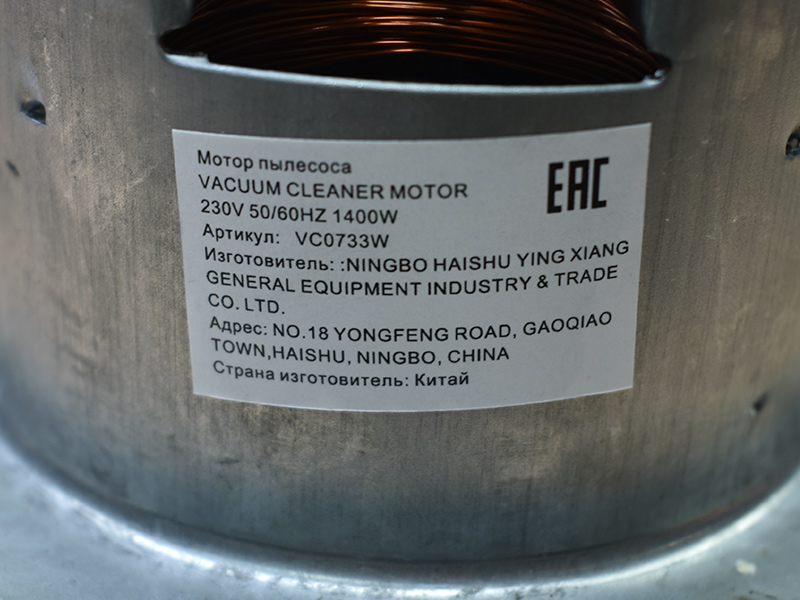 Мотор пылесоса
EAC
VACUUM CLEANER MOTOR
230V 50/60HZ 1400W
Артикул: VC0733W
Изготовитель: :NINGBO HAISHU YING XIANG
GENERAL EQUIPMENT INDUSTRY & TRADE
CO. LTD.
Адрес: NO.18 YONGFENG ROAD, GAOQIAO
TOWN,HAISHU, NINGBO, CHINA
Страна изготовитель: Китай